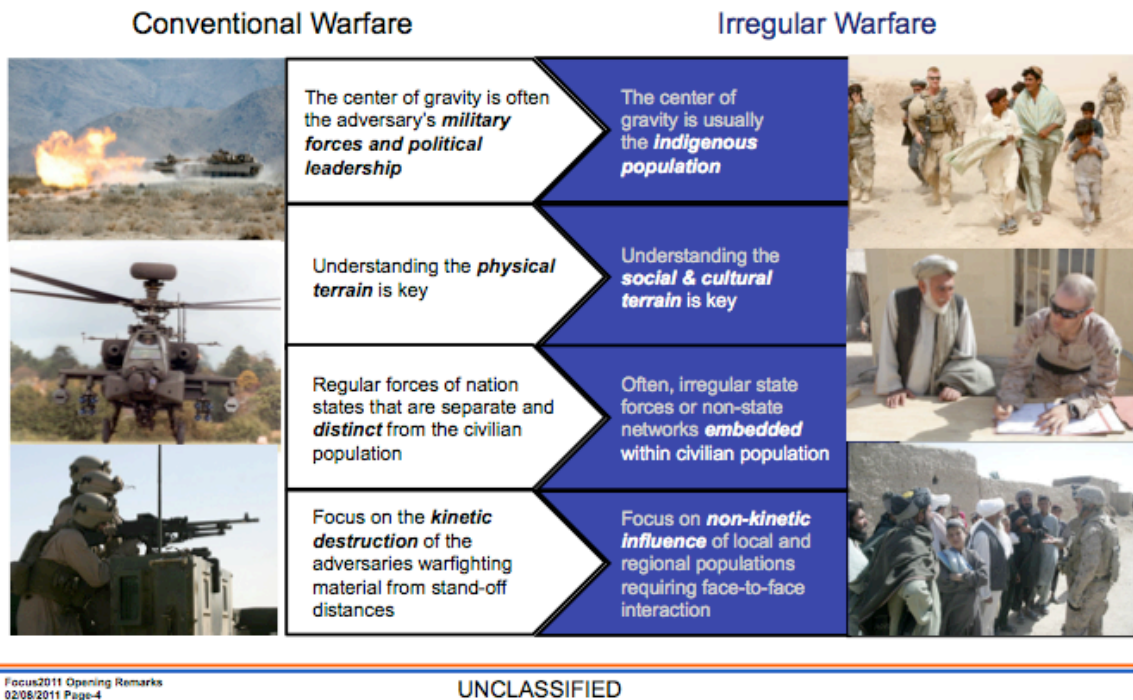 Conventional Warfare
Irregular Warfare
The center of gravity is often
the adversary's military
forces and political
leadership
The center of
gravity is usually
the indigenous
population
Understanding the physical
terrain is key
Understanding the
social & cultural
terrain is key
Regular forces of nation
states that are separate and
distinct from the civilian
population
Often, irregular state
forces or non-state
networks embedded
within civilian population
Focus on the kinetic
destruction of the
adversaries warfighting
material from stand-off
distances
Focus on non-kinetic
influence of local and
regional populations
requiring face-to-face
interaction
Focus2011 Opening Remarks
02/08/2011 Page-4
UNCLASSIFIED